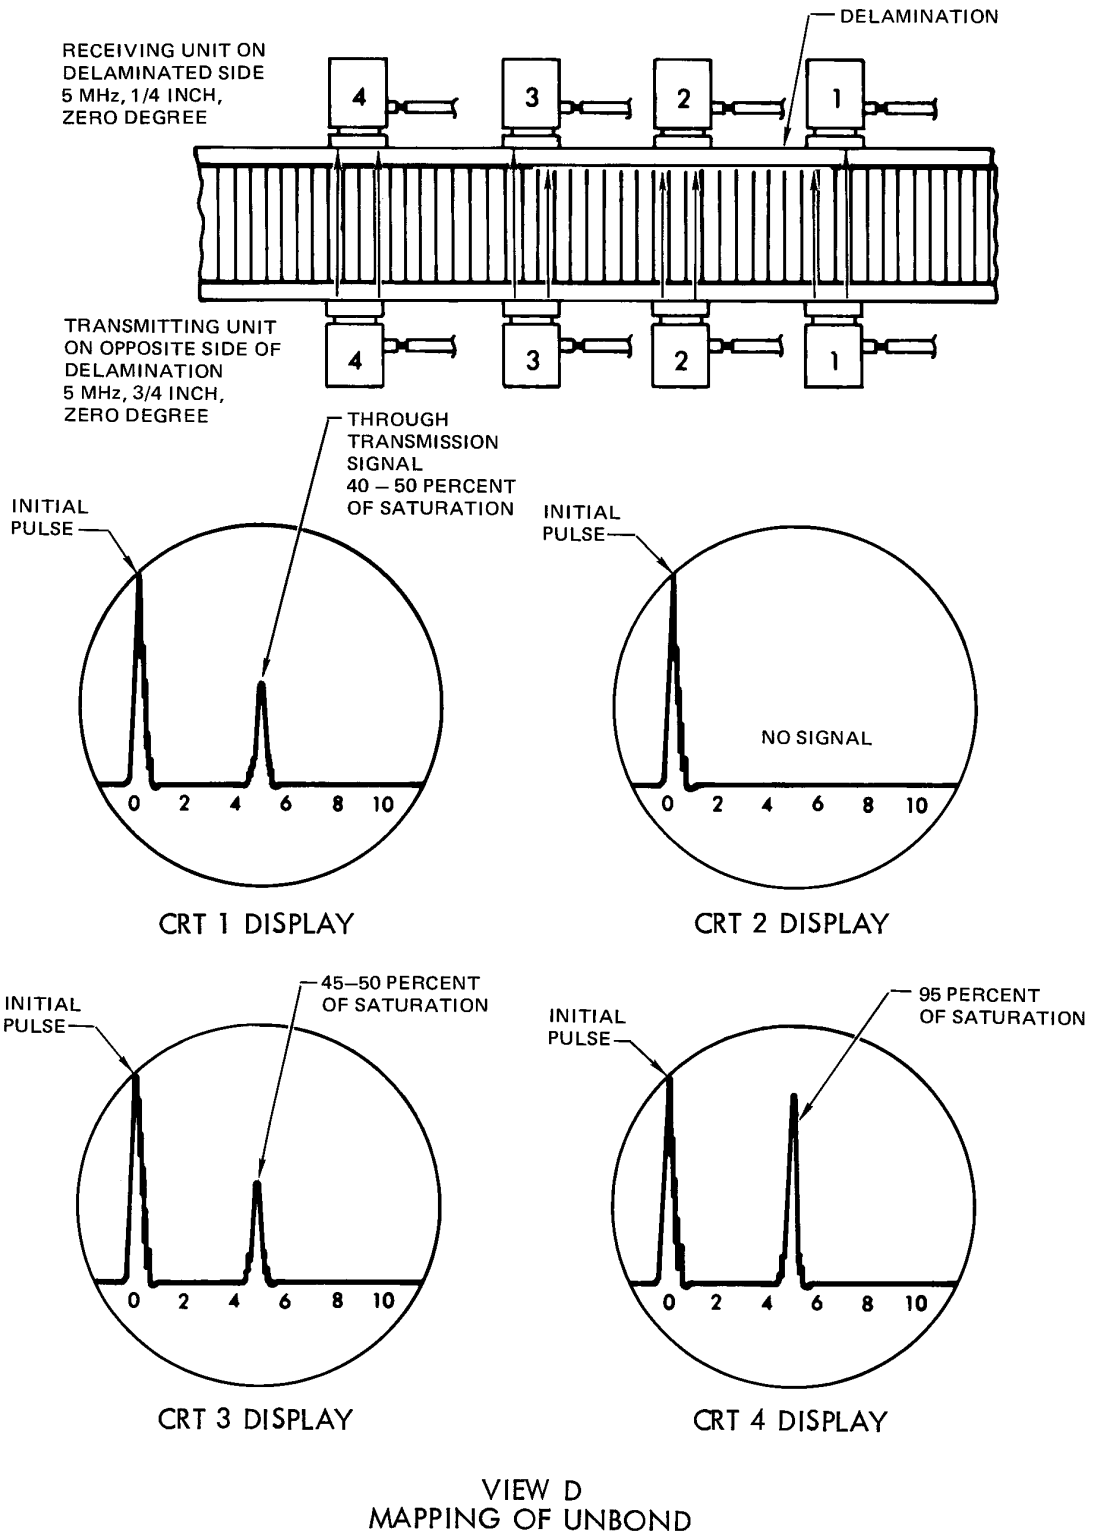 DELAMINATION
RECEIVING UNIT ON
DELAMINATED SIDE
5 MHz, 1/4 INCH,
ZERO DEGREE
4
3
2
1
TRANSMITTING UNIT
ON OPPOSITE SIDE OF
DELAMINATION
5 MHz, 3/4 INCH,
ZERO DEGREE
4
3
2
1
THROUGH
TRANSMISSION
SIGNAL
40 – 50 PERCENT
OF SATURATION
INITIAL
PULSE
0 2 4 6 8 10
CRT 1 DISPLAY
INITIAL
PULSE
NO SIGNAL
0 2 4 6 8 10
CRT 2 DISPLAY
45–50 PERCENT
OF SATURATION
INITIAL
PULSE
0 2 4 6 8 10
CRT 3 DISPLAY
95 PERCENT
OF SATURATION
INITIAL
PULSE
0 2 4 6 8 10
CRT 4 DISPLAY
VIEW D
MAPPING OF UNBOND